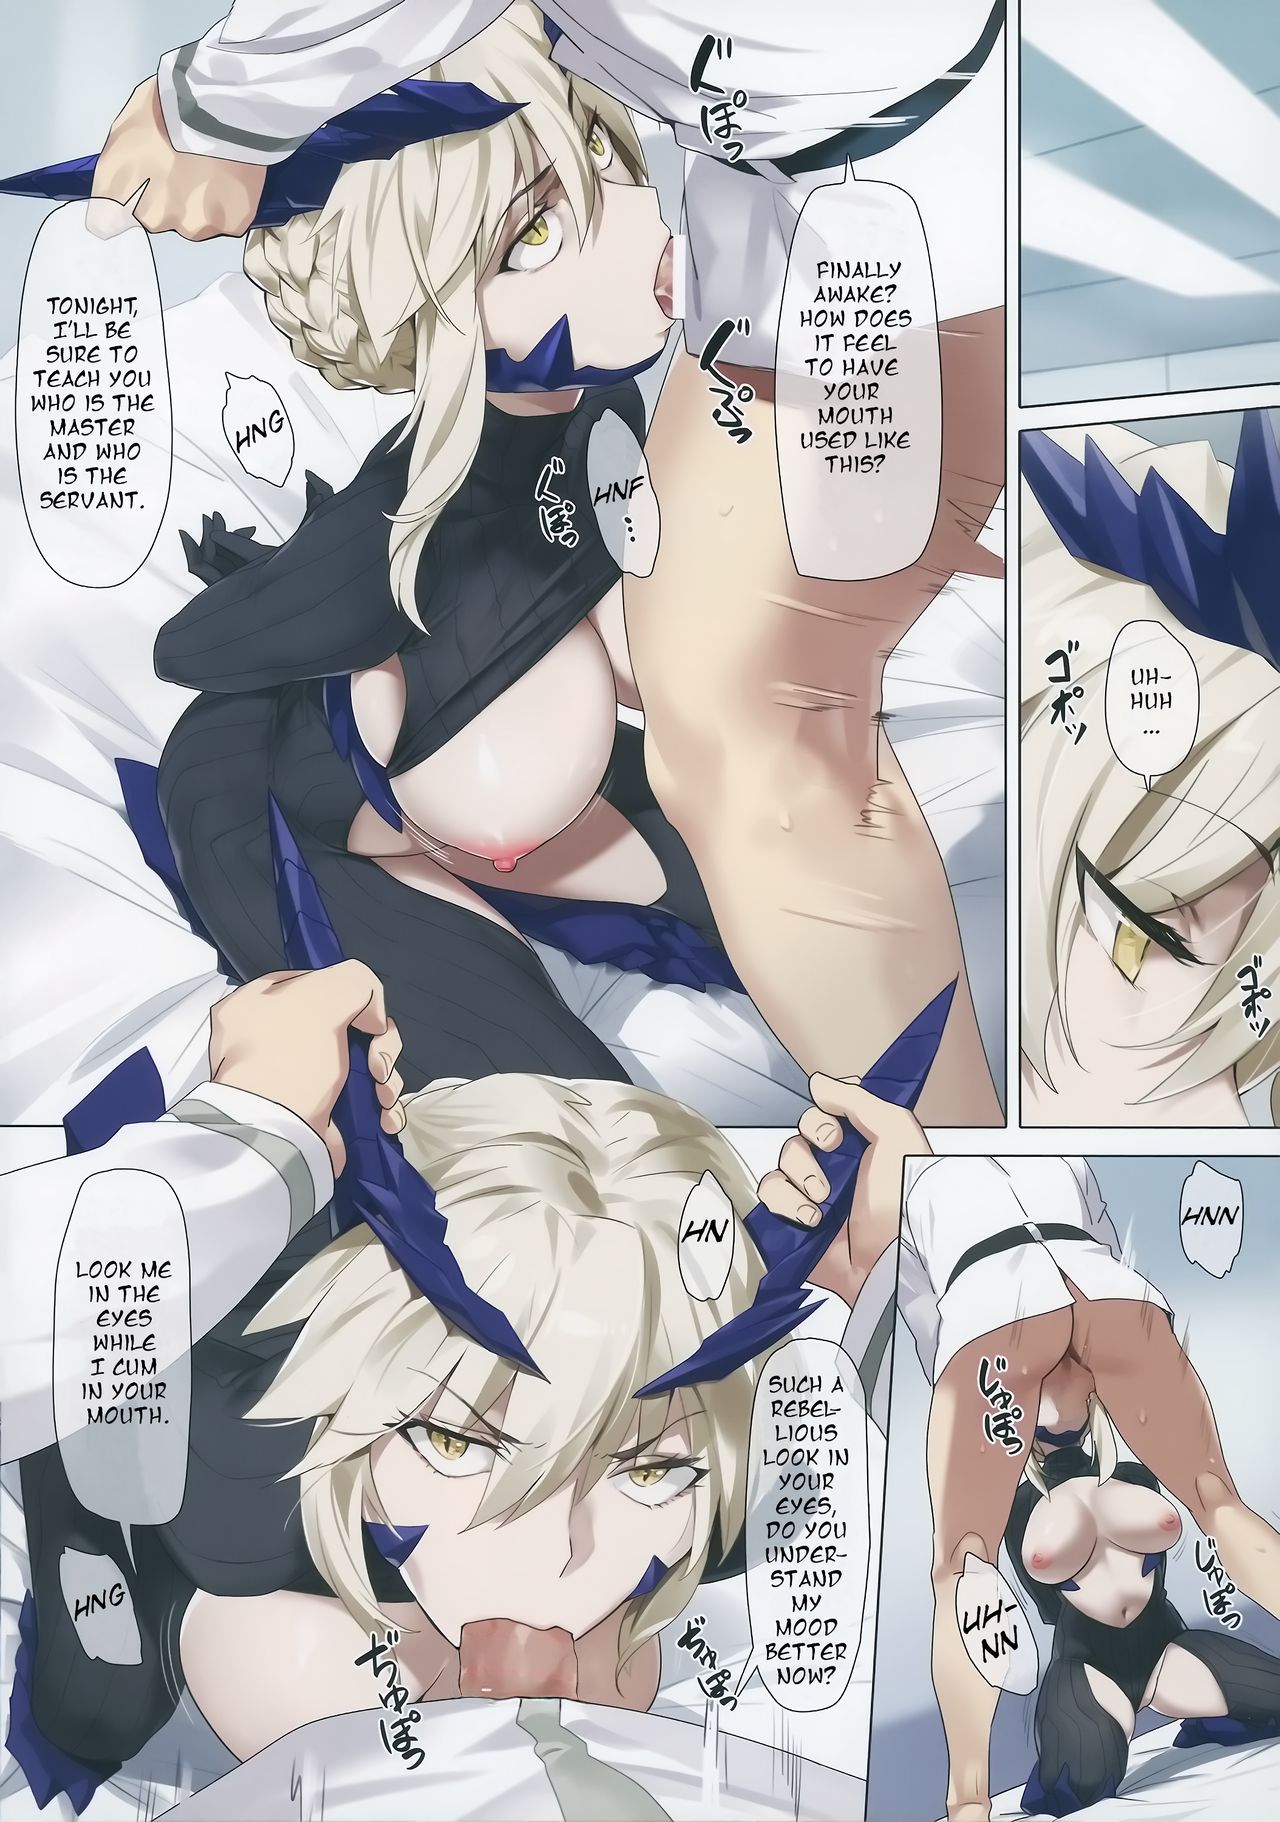 UH-
HUH
...
ゴポッ
ゴポッ
FINALLY
AWAKE?
HOW DOES
IT FEEL
TO HAVE
YOUR
MOUTH
USED LIKE
THIS?
ぐぽっ
ぐぷっ
HNF
...
ぐぽっ
HNG
TONIGHT,
I'LL BE
SURE TO
TEACH YOU
WHO IS THE
MASTER
AND WHO
IS THE
SERVANT.
HNN
じゅぽっ
じゅぽっ
UH-
NN
HN
SUCH A
REBEL-
LIOUS
LOOK IN
YOUR
EYES,
DO YOU
UNDER-
STAND
MY
MOOD
BETTER
NOW?
ぢゅぽっ
ぢゅぽっ
LOOK ME
IN THE
EYES
WHILE
I CUM
IN YOUR
MOUTH.
HNG